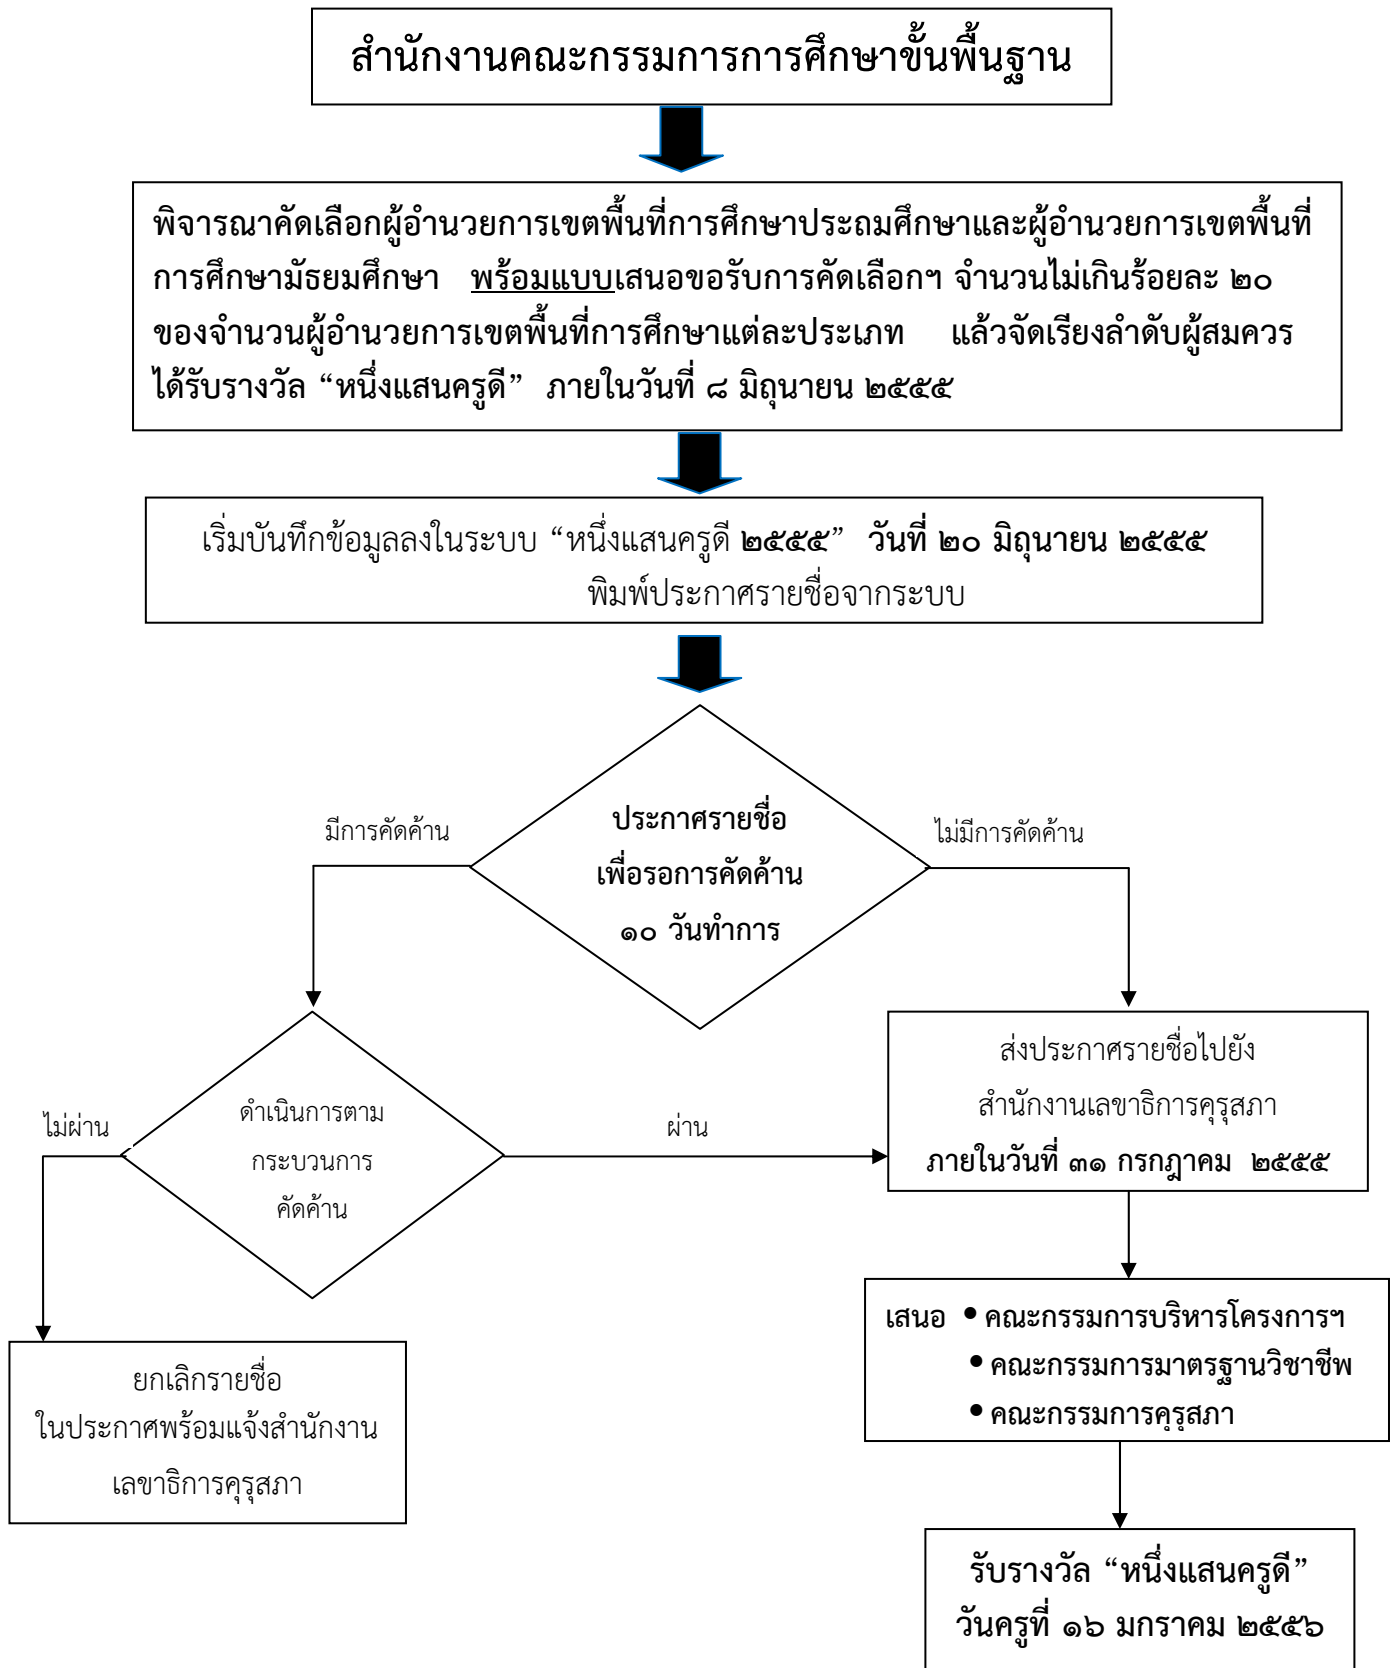 สำนักงานคณะกรรมการการศึกษาขั้นพื้นฐาน
พิจารณาคัดเลือกผู้อำนวยการเขตพื้นที่การศึกษาประถมศึกษาและผู้อำนวยการเขตพื้นที่
การศึกษามัธยมศึกษา พร้อมแบบเสนอขอรับการคัดเลือกฯ จำนวนไม่เกินร้อยละ ๒๐
ของจำนวนผู้อำนวยการเขตพื้นที่การศึกษาแต่ละประเภท แล้วจัดเรียงลำดับผู้สมควร
ได้รับรางวัล “หนึ่งแสนครูดี” ภายในวันที่ ๘ มิถุนายน ๒๕๕๕
เริ่มบันทึกข้อมูลลงในระบบ “หนึ่งแสนครูดี ๒๕๕๕” วันที่ ๒๐ มิถุนายน ๒๕๕๕
พิมพ์ประกาศรายชื่อจากระบบ
ประกาศรายชื่อ
เพื่อรอการคัดค้าน
๑๐ วันทำการ
มีการคัดค้าน
ไม่มีการคัดค้าน
ดำเนินการตาม
กระบวนการ
คัดค้าน
ไม่ผ่าน
ผ่าน
ส่งประกาศรายชื่อไปยัง
สำนักงานเลขาธิการคุรุสภา
ภายในวันที่ ๓๑ กรกฎาคม ๒๕๕๕
เสนอ • คณะกรรมการบริหารโครงการฯ
• คณะกรรมการมาตรฐานวิชาชีพ
• คณะกรรมการคุรุสภา
ยกเลิกรายชื่อ
ในประกาศพร้อมแจ้งสำนักงาน
เลขาธิการคุรุสภา
รับรางวัล “หนึ่งแสนครูดี”
วันครูที่ ๑๖ มกราคม ๒๕๕๖